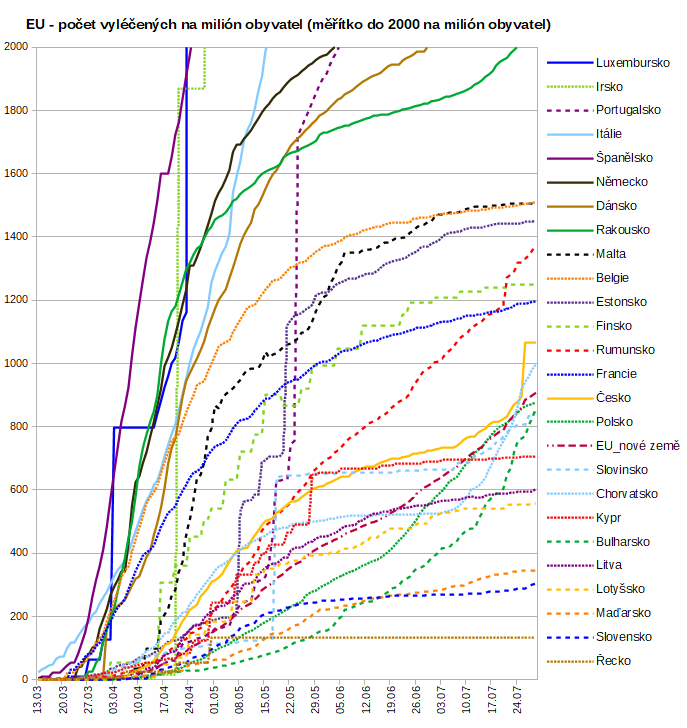 EU - počet vyléčených na milión obyvatel (měřítko do 2000 na milión obyvatel)
2000
1800
1600
1400
1200
1000
800
600
400
200
0
13.03
20.03
27.03
03.04
10.04
17.04
24.04
01.05
08.05
15.05
22.05
29.05
05.06
12.06
19.06
26.06
03.07
10.07
17.07
24.07
Luxembursko
Irsko
Portugalsko
Itálie
Španělsko
Německo
Dánsko
Rakousko
Malta
Belgie
Estonsko
Finsko
Rumunsko
Francie
Česko
Polsko
EU_nové země
Slovinsko
Chorvatsko
Kypr
Bulharsko
Litva
Lotyšsko
Maďarsko
Slovensko
Řecko